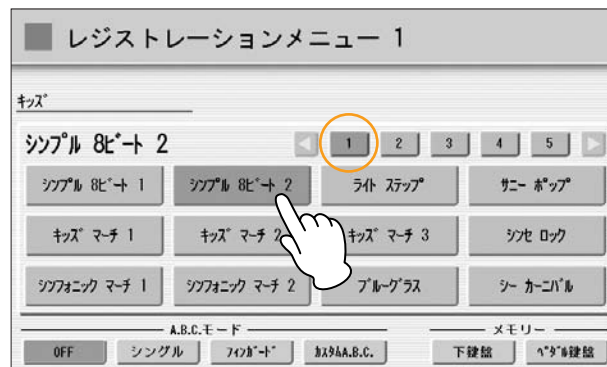 レジストレーションメニュー 1
キッズ
シンプル 8ビート 2 1 2 3 4 5
シンプル 8ビート 1 シンプル 8ビート 2 ライト ステップ サニー ポップ
キッズ マーチ 1 キッズ マーチ 2 キッズ マーチ 3 シンセ ロック
シンフォニック マーチ 1 シンフォニック マーチ 2 ブルーグラス シー カーニバル
A.B.C.モード メモリー
OFF シングル フィンガード カスタムA.B.C. 下鍵盤 ペダル鍵盤